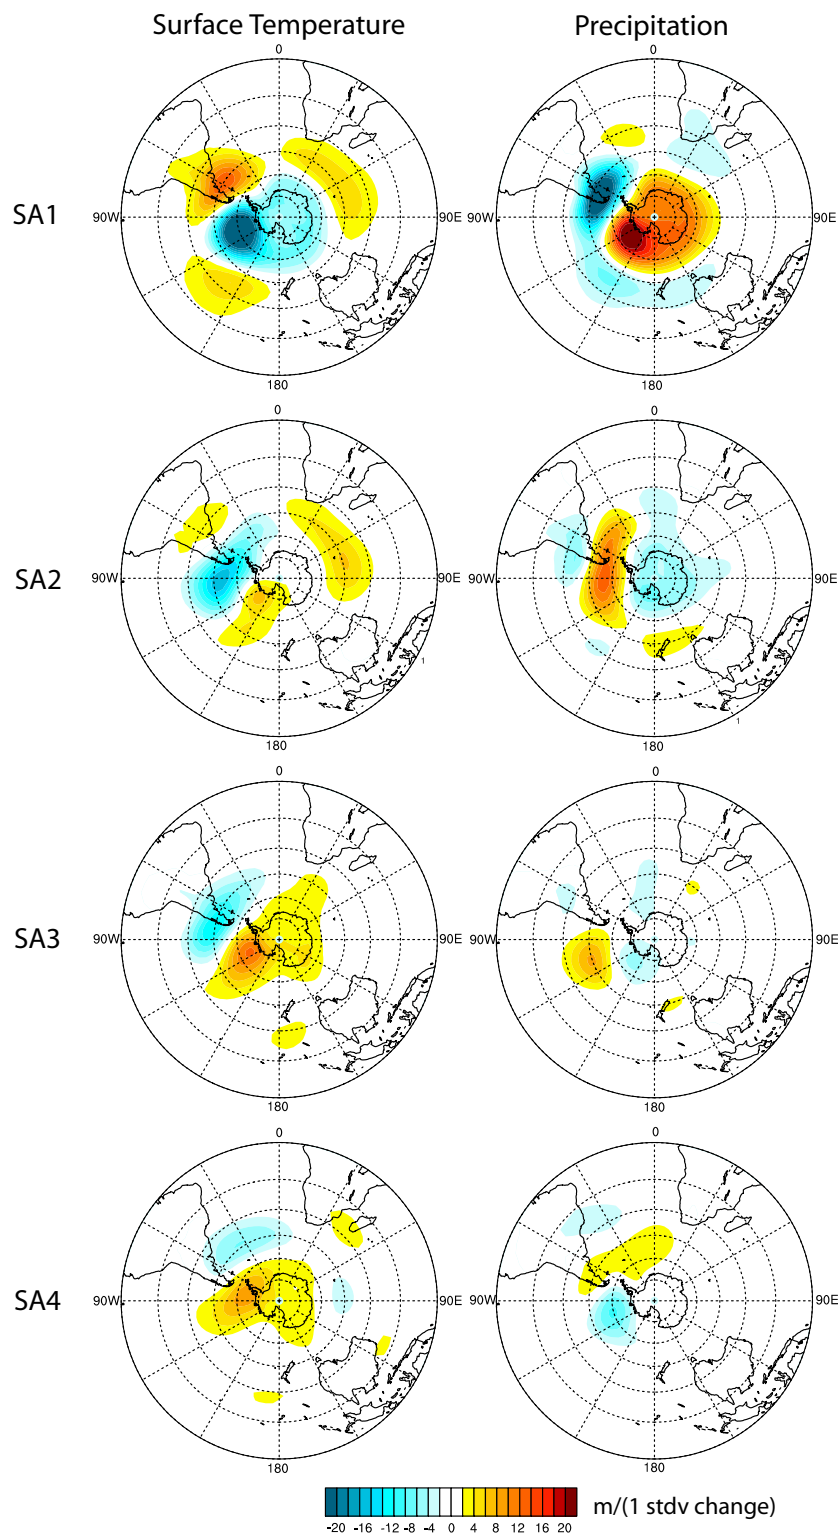 Surface Temperature Precipitation
0 0
SA1 90W 90E 90W 90E
180 180
0 0
SA2 90W 90E 90W 90E
1
1
180 180
0 0
SA3 90W 90E 90W 90E
180 180
0 0
SA4 90W 90E 90W 90E
180 180
m/(1 stdv change)
-20 -16 -12 -8 -4 0 4 8 12 16 20